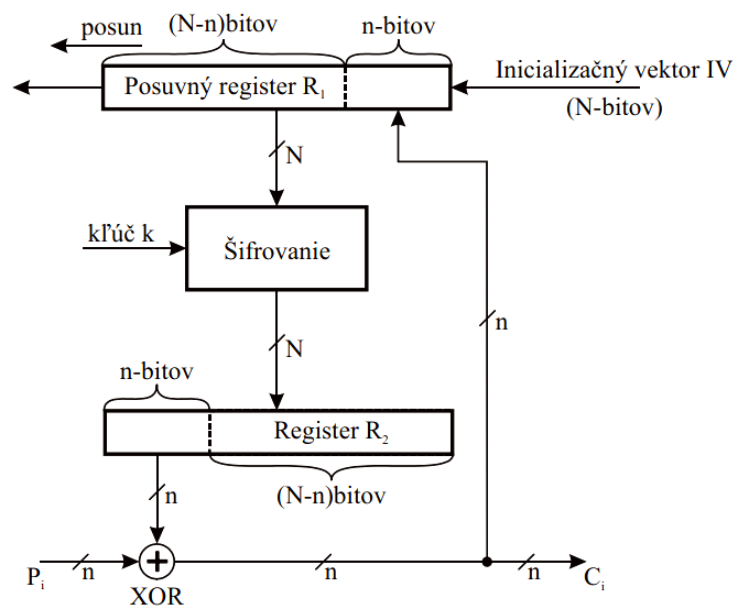 posun
(N-n)bitov
n-bitov
Posuvný register R₁
Inicializačný vektor IV
(N-bitov)
N
kľúč k
Šifrovanie
n
N
n-bitov
Register R₂
n
(N-n)bitov
Pᵢ
n
XOR
n
n
Cᵢ